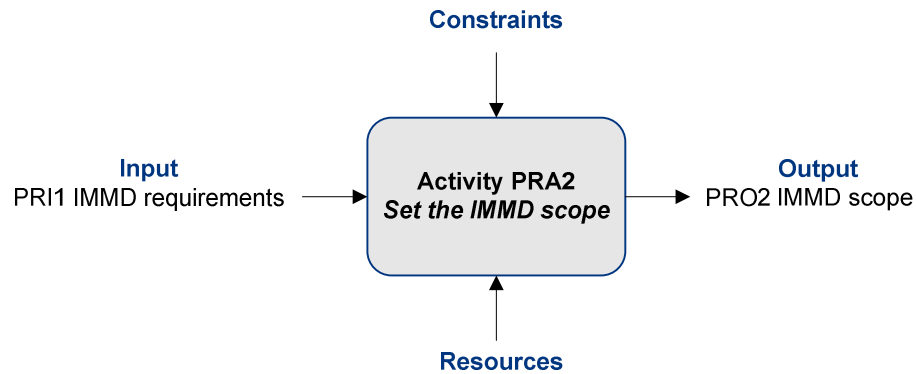 Constraints
Input
PRI1 IMMD requirements
Activity PRA2
Set the IMMD scope
Output
PRO2 IMMD scope
Resources